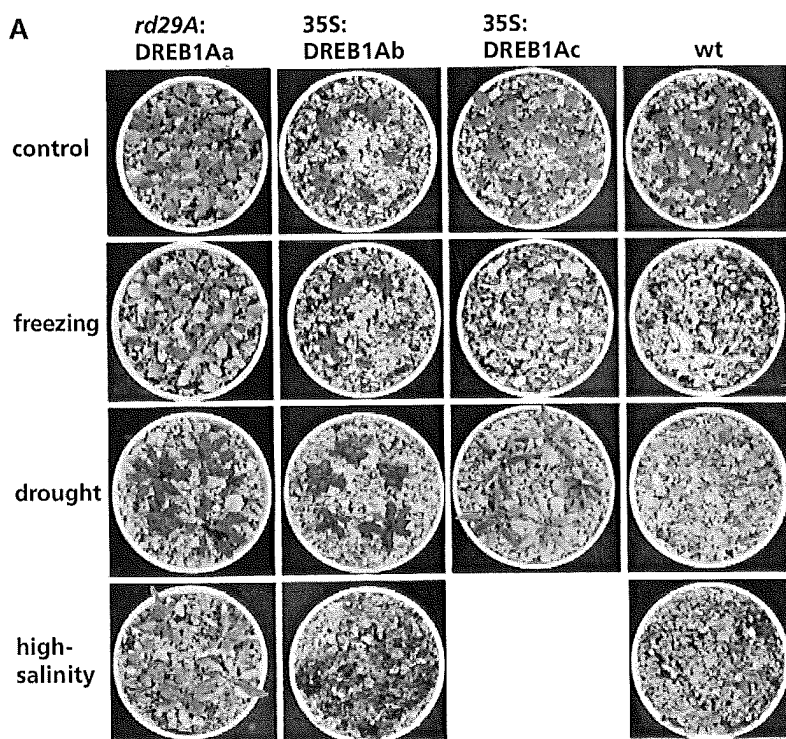 A
rd29A: 35S: 35S:
DREB1Aa DREB1Ab DREB1Ac wt
control
freezing
drought
high-
salinity